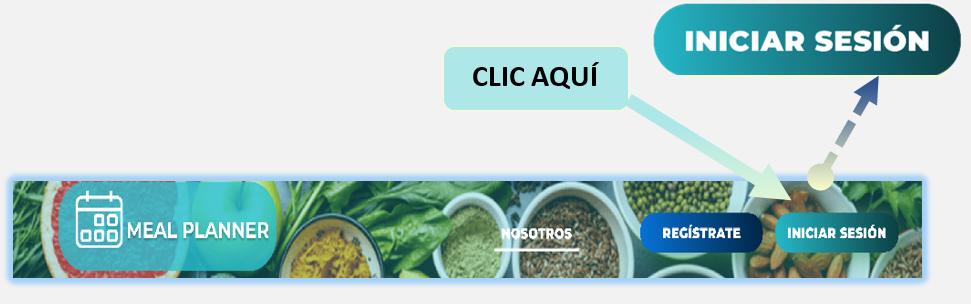 INICIAR SESIÓN
CLIC AQUÍ
MEAL PLANNER
NOSOTROS
REGÍSTRATE
INICIAR SESIÓN